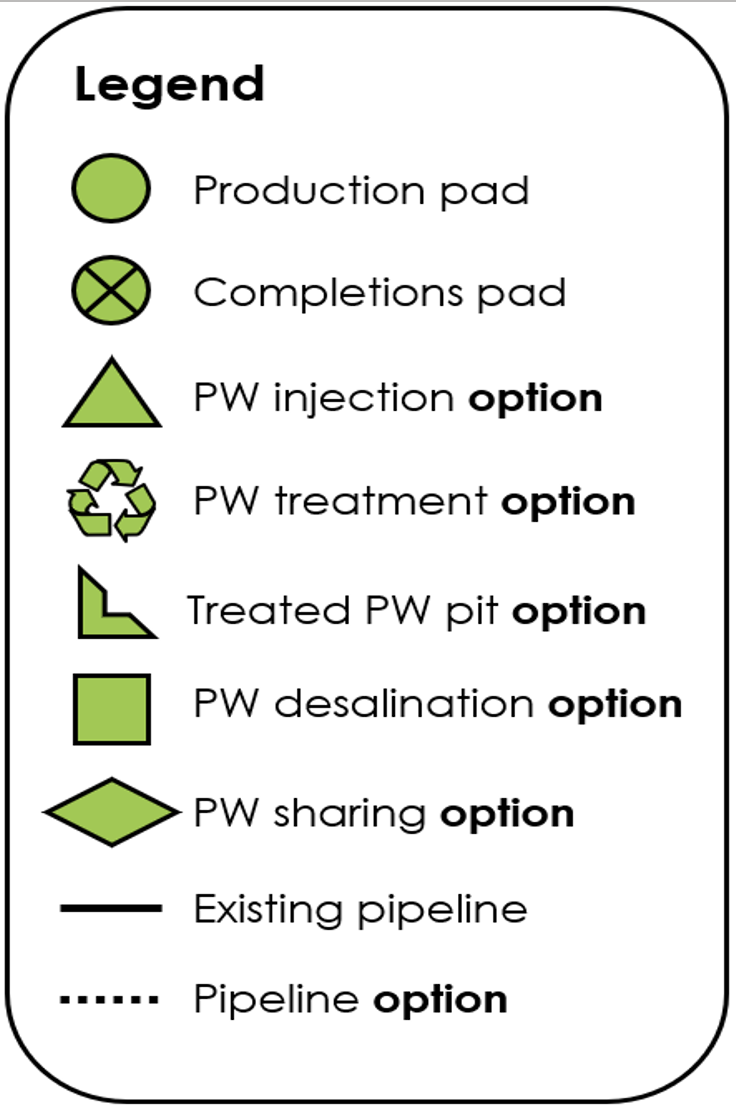 Legend
Production pad
Completions pad
PW injection option
PW treatment option
Treated PW pit option
PW desalination option
PW sharing option
Existing pipeline
Pipeline option